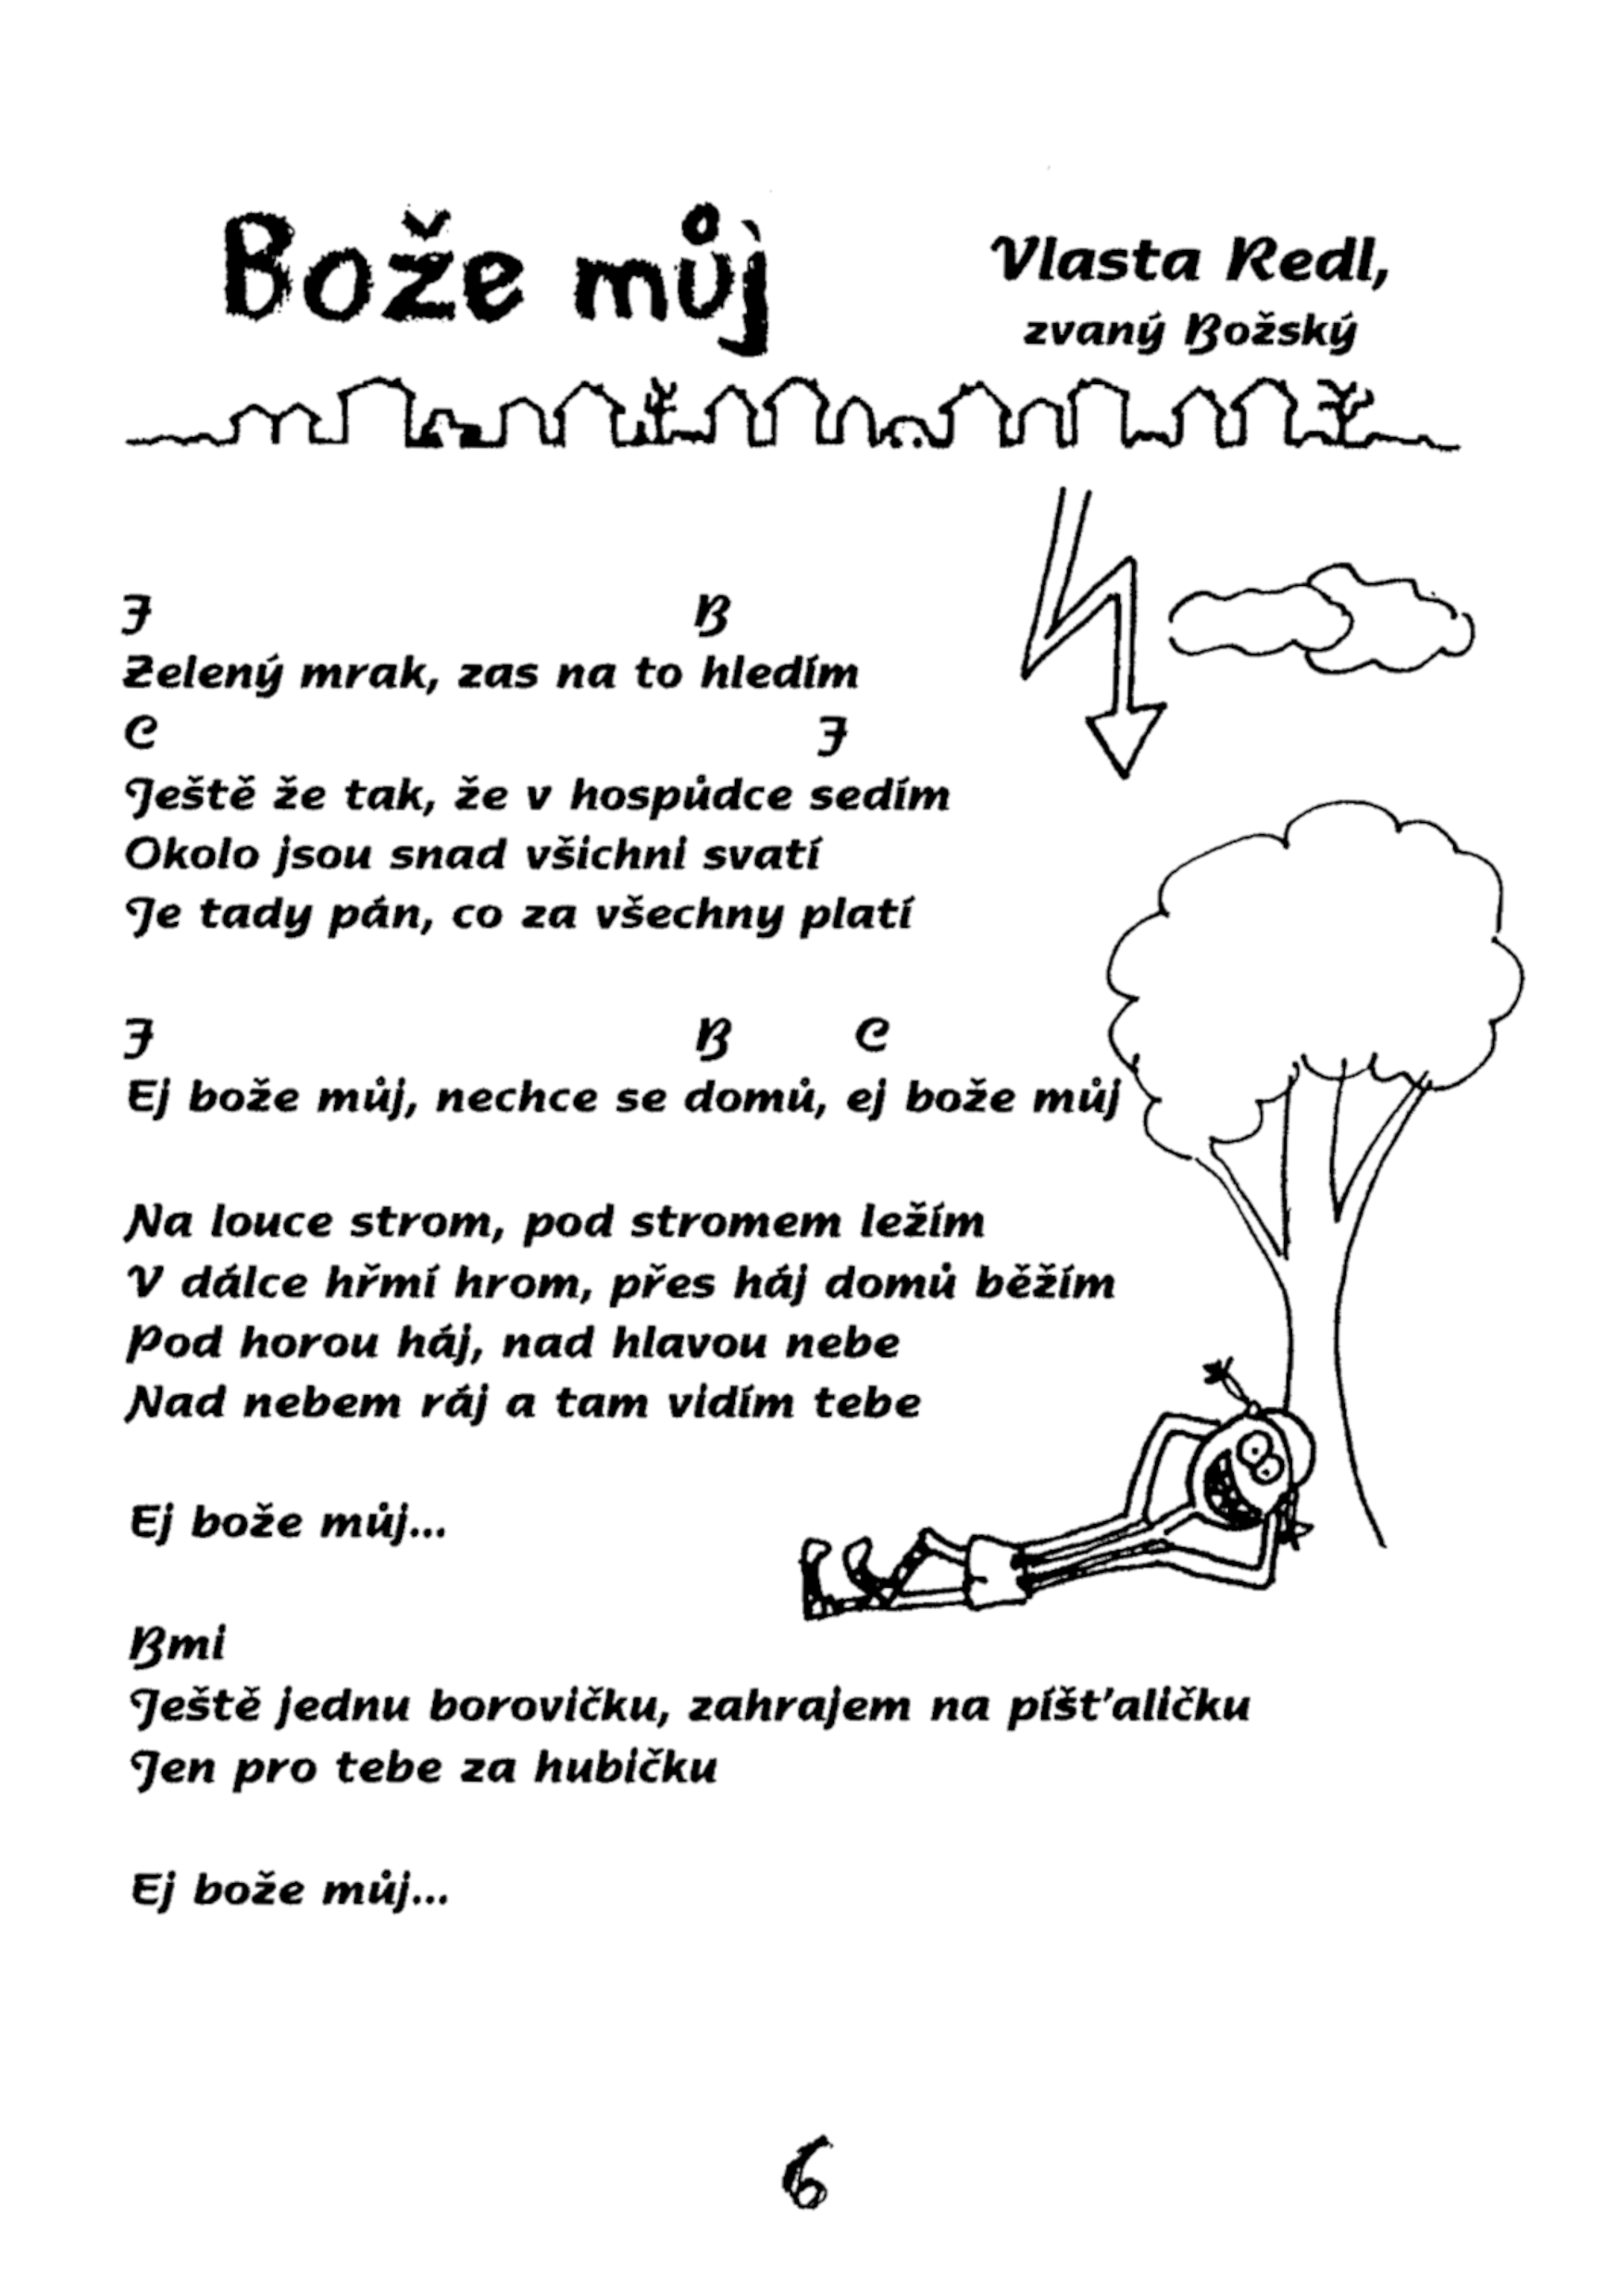 Bože můj
Vlasta Redl,
zvaný Božský
F B
Zelený mrak, zas na to hledím
C F
Ještě že tak, že v hospůdce sedím
Okolo jsou snad všichni svatí
Je tady pán, co za všechny platí
F B C
Ej bože můj, nechce se domů, ej bože můj
Na louce strom, pod stromem ležím
V dálce hřmí hrom, přes háj domů běžím
Pod horou háj, nad hlavou nebe
Nad nebem ráj a tam vidím tebe
Ej bože můj...
Bmi
Ještě jednu borovičku, zahrajem na píšťaličku
Jen pro tebe za hubičku
Ej bože můj...
6